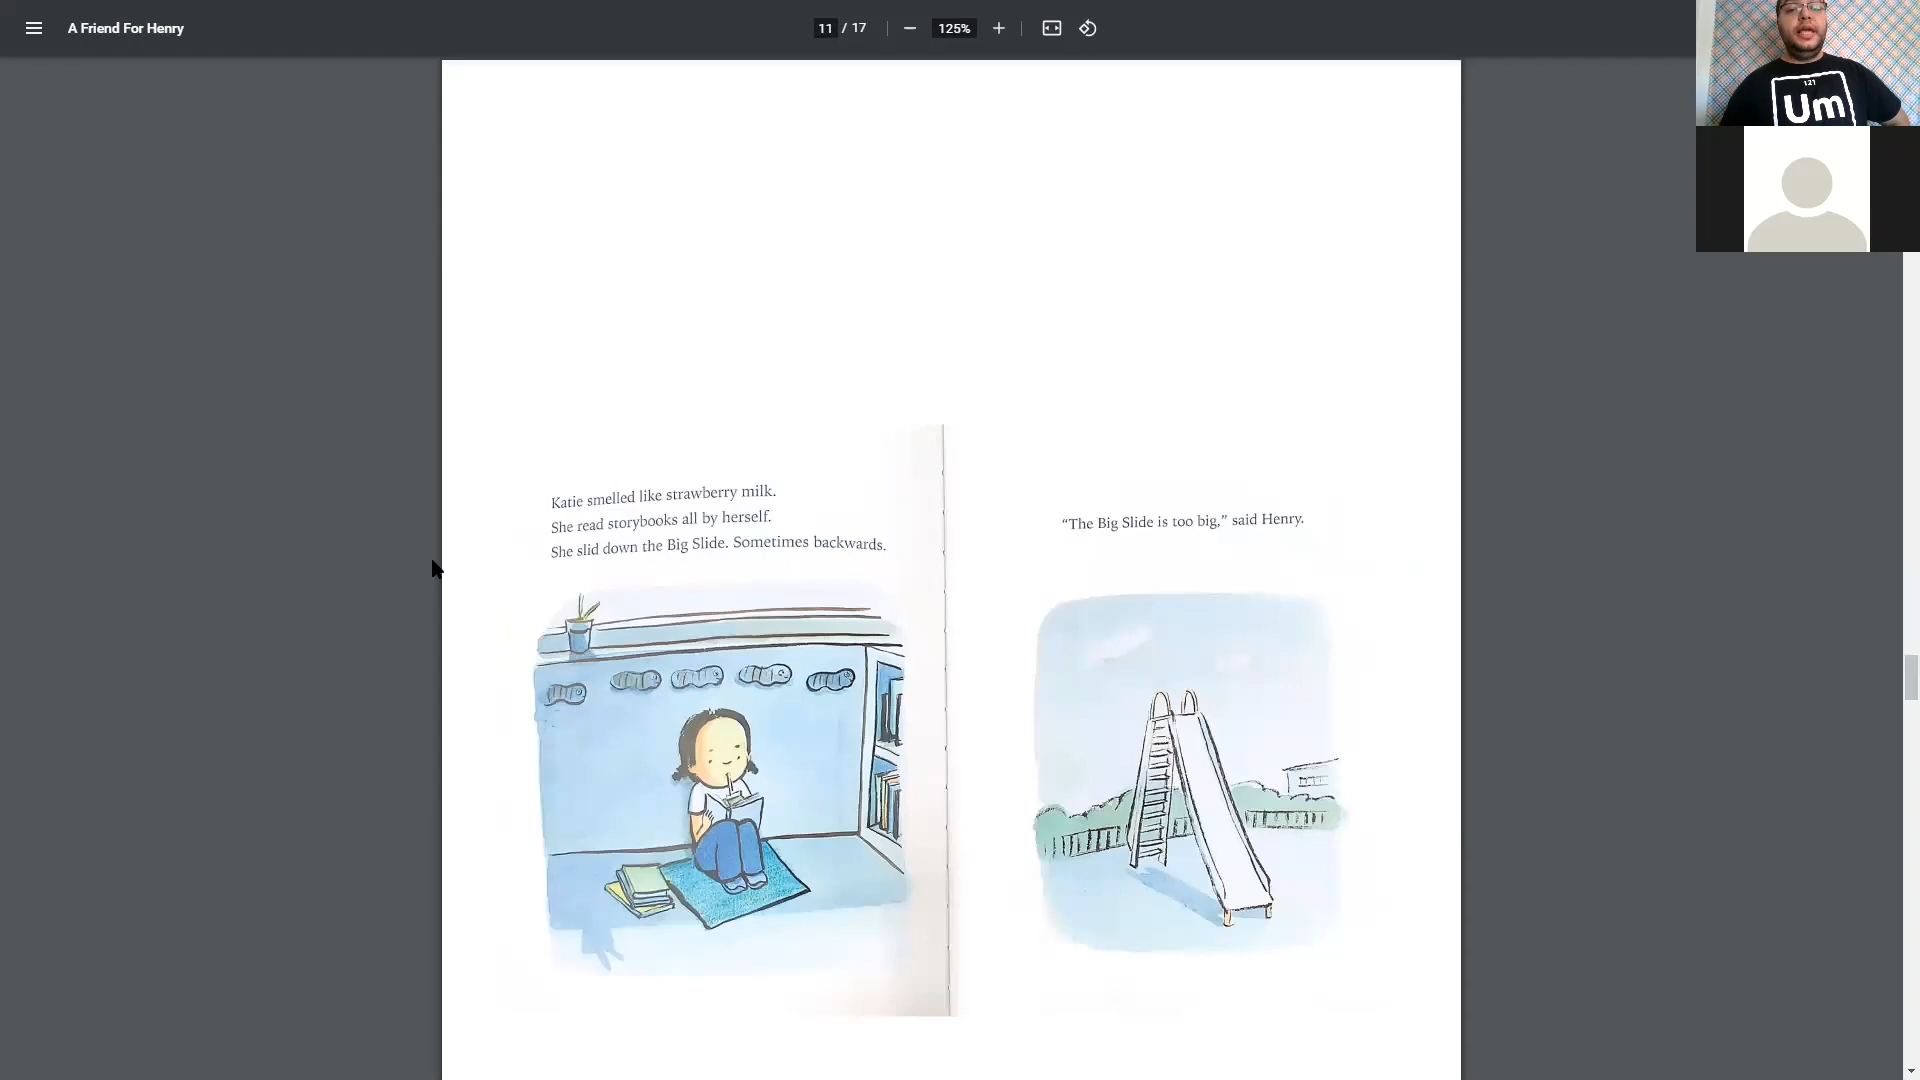 A Friend For Henry
11 / 17
125%
121
Um
Katie smelled like strawberry milk.
She read storybooks all by herself.
She slid down the Big Slide. Sometimes backwards.
“The Big Slide is too big,” said Henry.